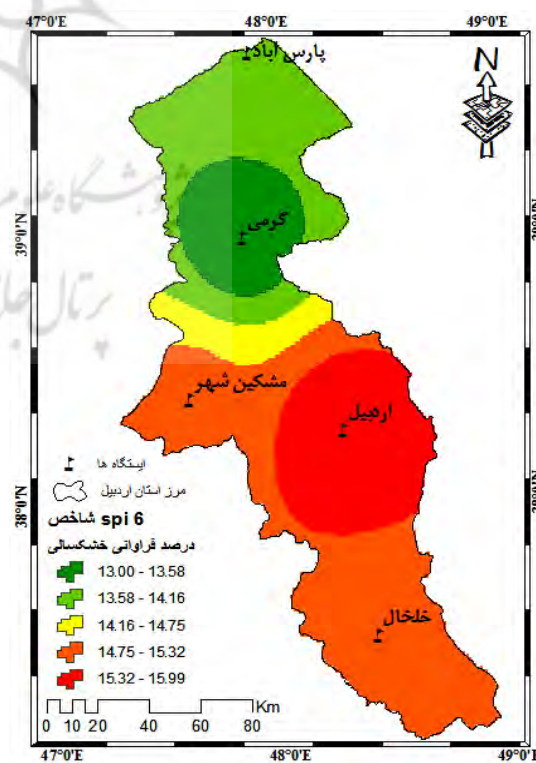 47°0'E 48°0'E 49°0'E
پارس آباد
N
39°0'N
گرمی
مشکین شهر
اردبیل
38°0'N
خلخال
ایستگاه ها
مرز استان اردبیل
شاخص spi 6
درصد فراوانی خشکسالی
13.00 - 13.58
13.58 - 14.16
14.16 - 14.75
14.75 - 15.32
15.32 - 15.99
Km
0 10 20 40 60 80
47°0'E 48°0'E 49°0'E